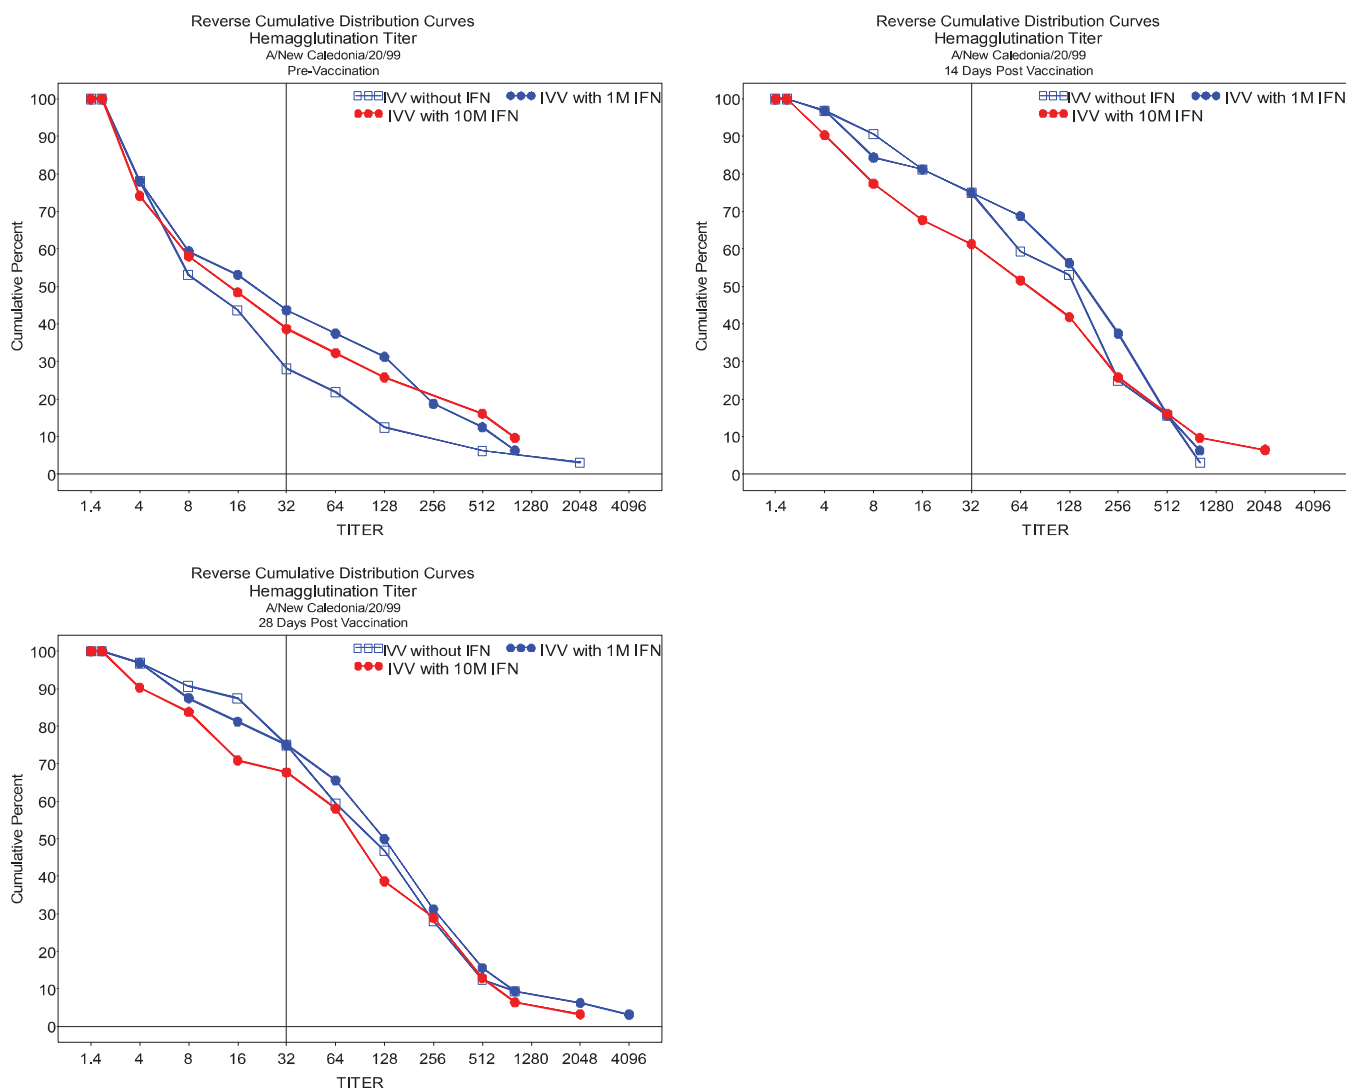 Reverse Cumulative Distribution Curves
Hemagglutination Titer
A/New Caledonia/20/99
Pre-Vaccination
IVV without IFN IVV with 1M IFN
IVV with 10M IFN
100
90
80
70
60
50
40
30
20
10
0
Cumulative Percent
1.4 4 8 16 32 64 128 256 512 1280 2048 4096
TITER
Reverse Cumulative Distribution Curves
Hemagglutination Titer
A/New Caledonia/20/99
14 Days Post Vaccination
IVV without IFN IVV with 1M IFN
IVV with 10M IFN
100
90
80
70
60
50
40
30
20
10
0
Cumulative Percent
1.4 4 8 16 32 64 128 256 512 1280 2048 4096
TITER
Reverse Cumulative Distribution Curves
Hemagglutination Titer
A/New Caledonia/20/99
28 Days Post Vaccination
IVV without IFN IVV with 1M IFN
IVV with 10M IFN
100
90
80
70
60
50
40
30
20
10
0
Cumulative Percent
1.4 4 8 16 32 64 128 256 512 1280 2048 4096
TITER